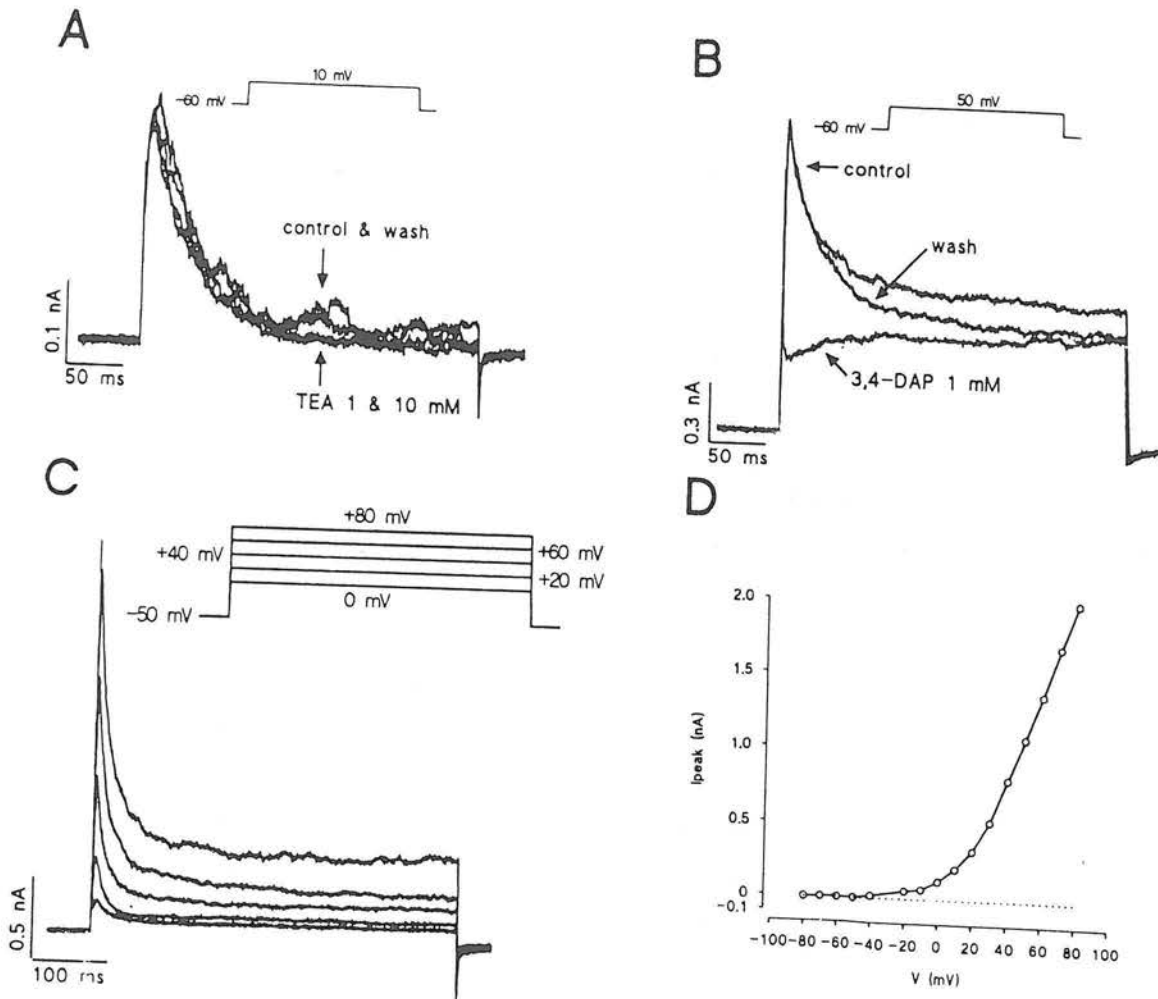 A
10 mV
-60 mV
control & wash
0.1 nA
50 ms
TEA 1 & 10 mM
B
50 mV
-60 mV
control
wash
3,4-DAP 1 mM
0.3 nA
50 ms
C
+80 mV
+40 mV
+60 mV
+20 mV
0 mV
-50 mV
0.5 nA
100 ms
D
2.0
1.5
1.0
0.5
0
-0.1
Ipeak (nA)
-100 -80 -60 -40 -20 0 20 40 60 80 100
V (mV)